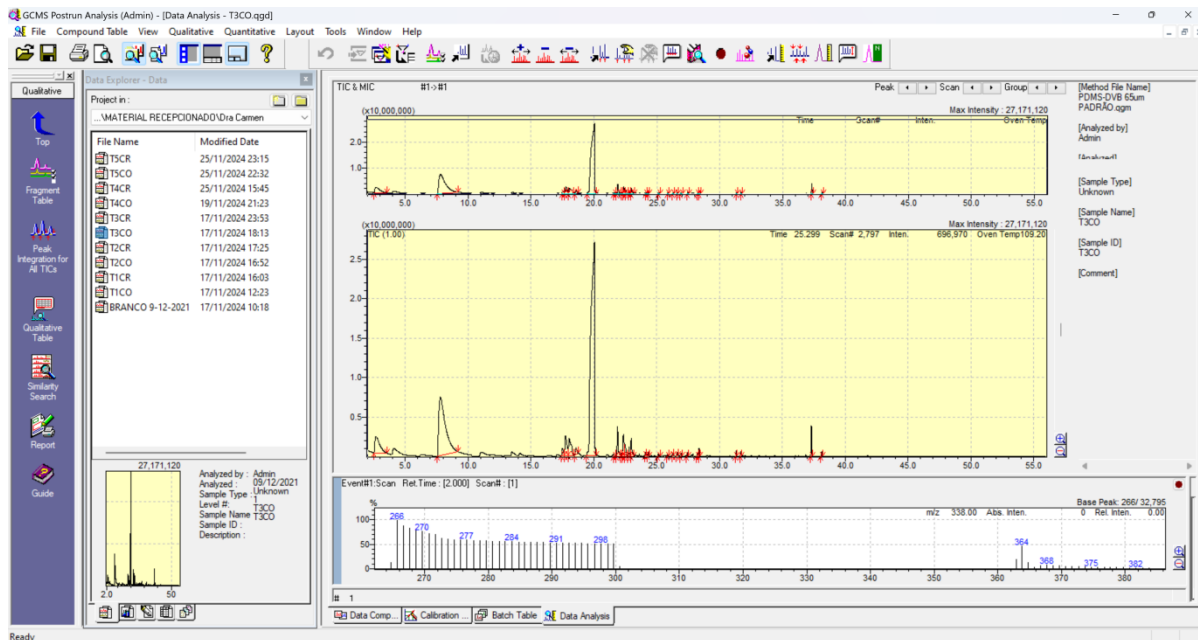 GCMS Postrun Analysis (Admin) - [Data Analysis - T3CO.qgd]
File Compound Table View Qualitative Quantitative Layout Tools Window Help
Qualitative
Top
Fragment Table
Peak Integration for All TICs
Qualitative Table
Similarity Search
Report
Guide
Data Explorer - Data
Project in :
...\MATERIAL RECEPCIONADO\Dra Carmen
File Name Modified Date
T5CR 25/11/2024 23:15
T5CO 25/11/2024 22:32
T4CR 25/11/2024 15:45
T4CO 19/11/2024 21:23
T3CR 17/11/2024 23:53
T3CO 17/11/2024 18:13
T2CR 17/11/2024 17:25
T2CO 17/11/2024 16:52
T1CR 17/11/2024 16:03
T1CO 17/11/2024 12:23
BRANCO 9-12-2021 17/11/2024 10:18
27,171,120
2.0 50
Analyzed by : Admin
Analyzed : 09/12/2021
Sample Type : Unknown
Level #: 1
Sample Name T3CO
Sample ID : T3CO
Description :
TIC & MIC #1->#1 Peak Scan Group
(x10,000,000) Max Intensity : 27,171,120
Time Scan# Inten. Oven Temp
2.0
1.0
5.0 10.0 15.0 20.0 25.0 30.0 35.0 40.0 45.0 50.0 55.0
(x10,000,000) Max Intensity : 27,171,120
TIC (1.00) Time 25.299 Scan# 2,797 Inten. 696,970 Oven Temp109.20
2.5
2.0
1.5
1.0
0.5
5.0 10.0 15.0 20.0 25.0 30.0 35.0 40.0 45.0 50.0 55.0
[Method File Name]
PDMS-DVB 65um
PADRÃO.qgm
[Analyzed by]
Admin
[Analyzed]
[Sample Type]
Unknown
[Sample Name]
T3CO
[Sample ID]
T3CO
[Comment]
Event#1:Scan Ret.Time : [2.000] Scan# : [1]
% Base Peak: 266/ 32,795
m/z 338.00 Abs. Inten. 0 Rel. Inten. 0.00
100
50
0
266 270 277 284 291 298 364 368 375 382
270 280 290 300 310 320 330 340 350 360 370 380
# 1
Data Comp... Calibration ... Batch Table Data Analysis
Ready